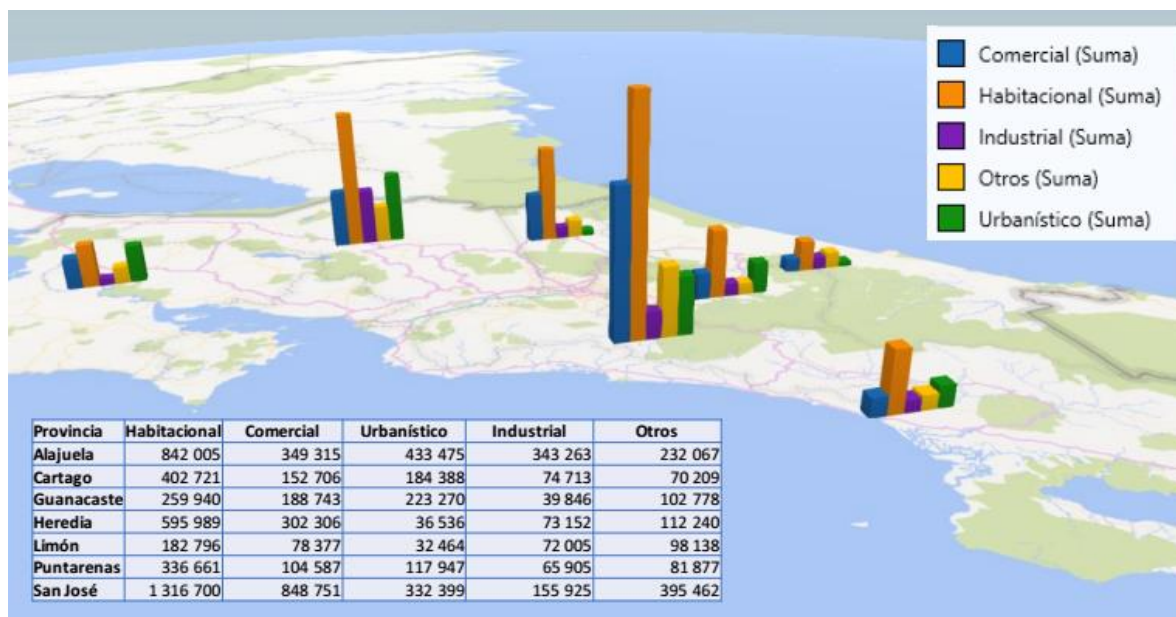 Comercial (Suma)
Habitacional (Suma)
Industrial (Suma)
Otros (Suma)
Urbanístico (Suma)
Provincia Habitacional Comercial Urbanístico Industrial Otros
Alajuela 842 005 349 315 433 475 343 263 232 067
Cartago 402 721 152 706 184 388 74 713 70 209
Guanacaste 259 940 188 743 223 270 39 846 102 778
Heredia 595 989 302 306 36 536 73 152 112 240
Limón 182 796 78 377 32 464 72 005 98 138
Puntarenas 336 661 104 587 117 947 65 905 81 877
San José 1 316 700 848 751 332 399 155 925 395 462